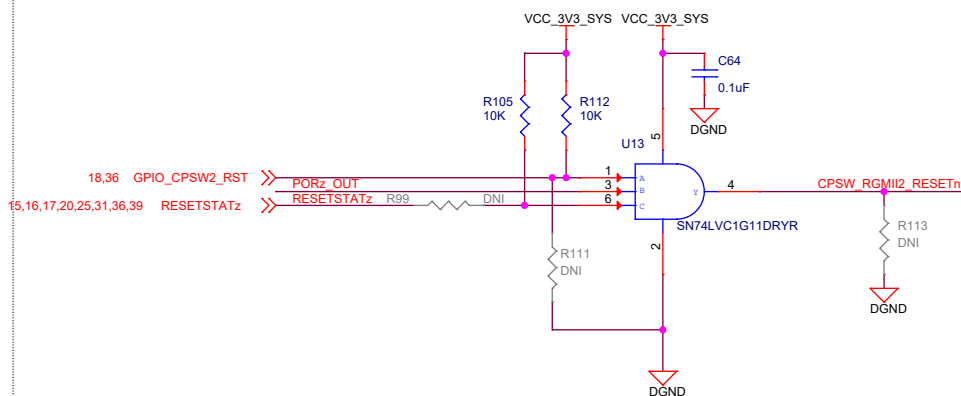 VCC_3V3_SYS
VCC_3V3_SYS
C64
0.1uF
DGND
R105
10K
R112
10K
U13
5
18,36 GPIO_CPSW2_RST
1
A
PORz_OUT
3
B
Y
4
CPSW_RGMII2_RESETn
15,16,17,20,25,31,36,39 RESETSTATz
RESETSTATz
R99
DNI
6
C
SN74LVC1G11DRYR
2
R111
DNI
R113
DNI
DGND
DGND